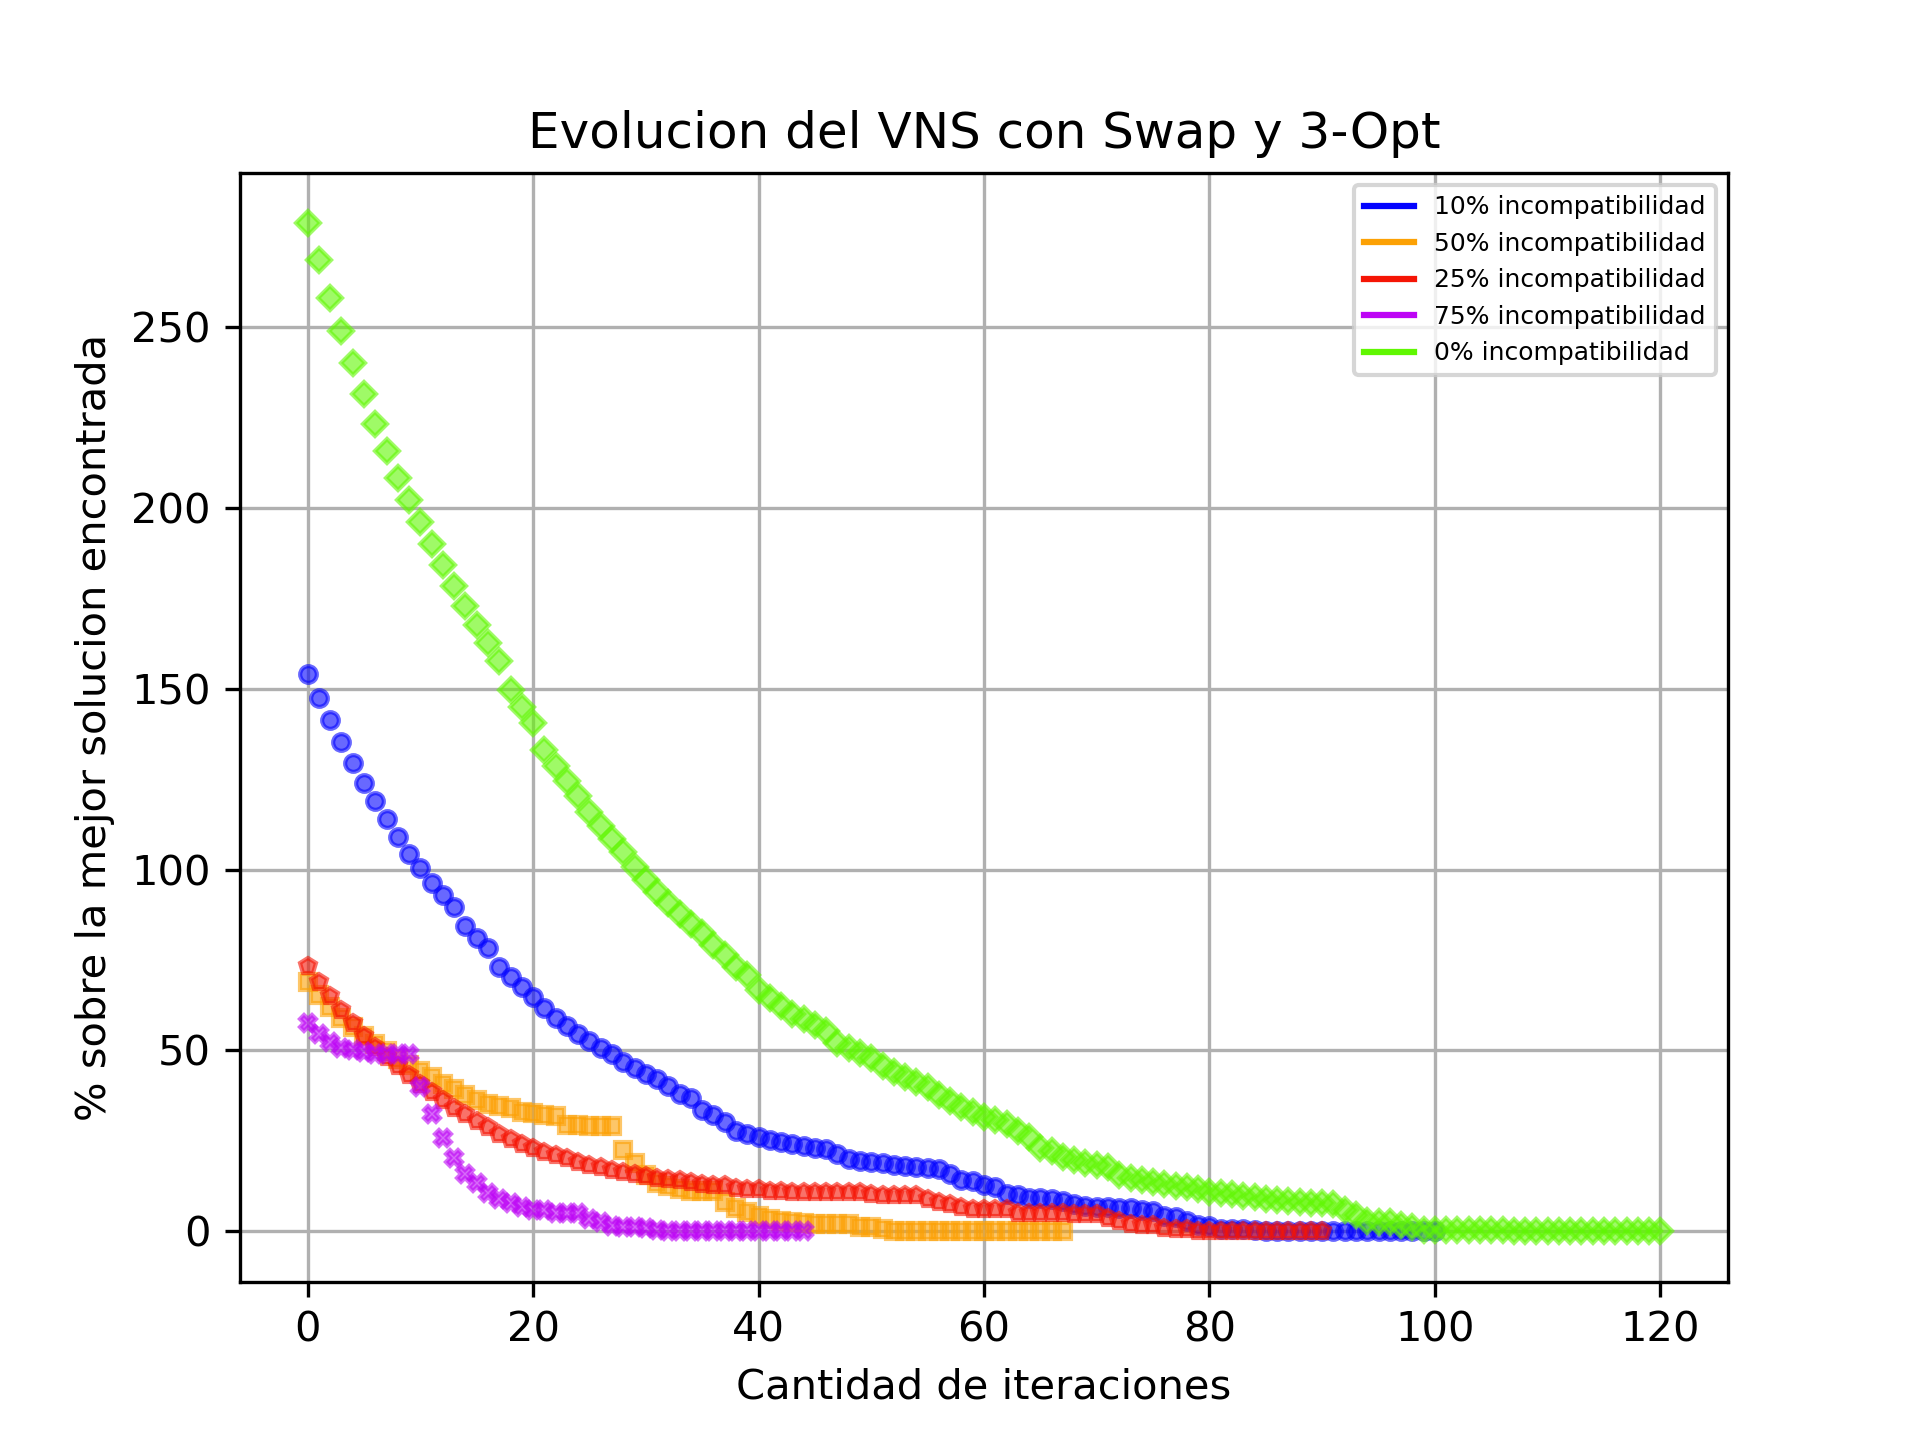 Evolucion del VNS con Swap y 3-Opt
10% incompatibilidad
50% incompatibilidad
25% incompatibilidad
75% incompatibilidad
0% incompatibilidad
% sobre la mejor solucion encontrada
250
200
150
100
50
0
0 20 40 60 80 100 120
Cantidad de iteraciones